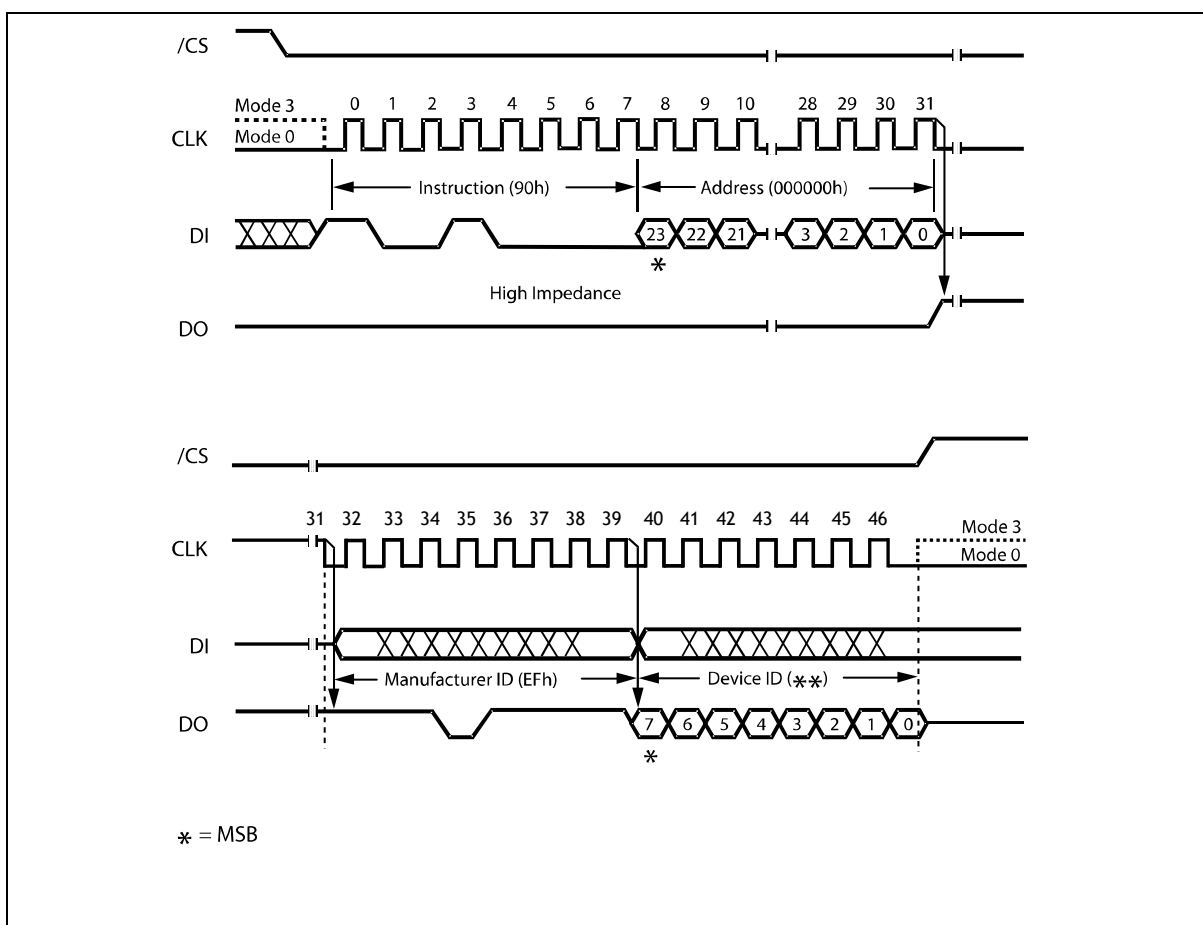 /CS
Mode 3
0 1 2 3 4 5 6 7 8 9 10 28 29 30 31
CLK
Mode 0
Instruction (90h) Address (000000h)
DI
23 22 21 3 2 1 0
*
High Impedance
DO
/CS
31 32 33 34 35 36 37 38 39 40 41 42 43 44 45 46
Mode 3
CLK
Mode 0
DI
Manufacturer ID (EFh) Device ID (**)
DO
7 6 5 4 3 2 1 0
*
* = MSB